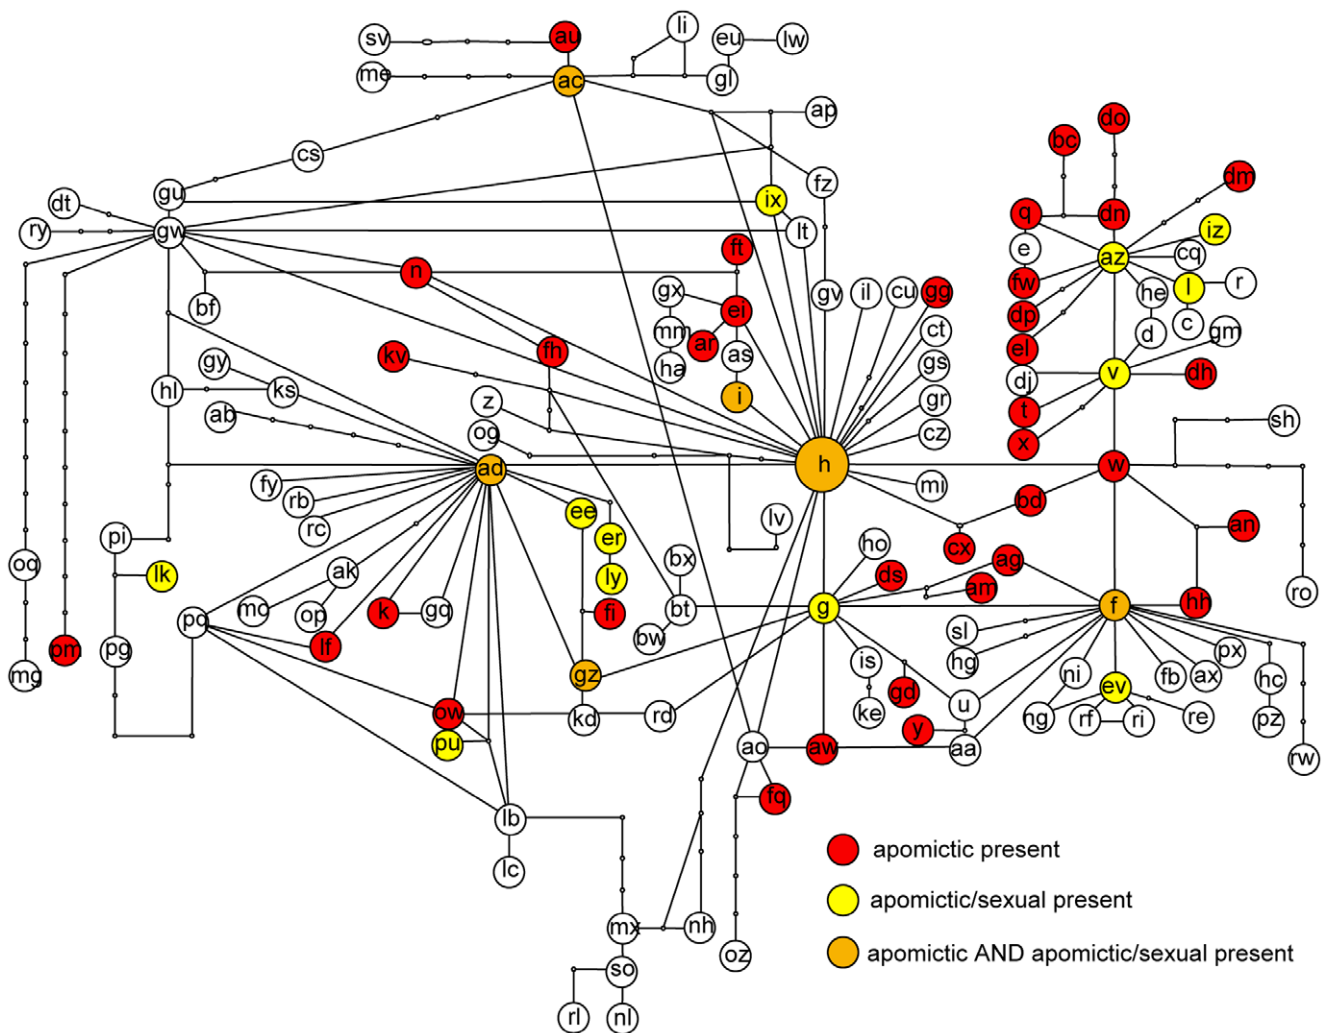 li
sv
au
eu
lw
me
ac
gl
ap
do
bc
cs
dm
gu
fz
dt
ix
q
dn
ry
gw
lt
iz
ft
e
az
cq
n
fw
he
l
r
bf
gx
gv
il
cu
gg
ei
dp
c
mm
ar
ct
d
gm
kv
fh
as
el
gy
ha
gs
hl
ks
dj
v
dh
z
i
gr
t
ab
og
cz
x
sh
ad
h
w
fy
mi
rb
bd
ee
rc
lv
an
pi
er
cx
ho
oq
bx
ag
lk
ak
ly
ds
am
ro
mo
op
k
gq
fi
bt
g
f
hh
po
bw
sl
lf
px
pm
pg
is
hg
mg
gz
ni
fb
ax
hc
gd
ev
ow
kd
rd
ke
u
ng
rf
ri
re
pz
pu
y
ao
aw
aa
rw
fq
lb
apomictic present
lc
apomictic/sexual present
mx
nh
oz
apomictic AND apomictic/sexual present
so
rl
nl